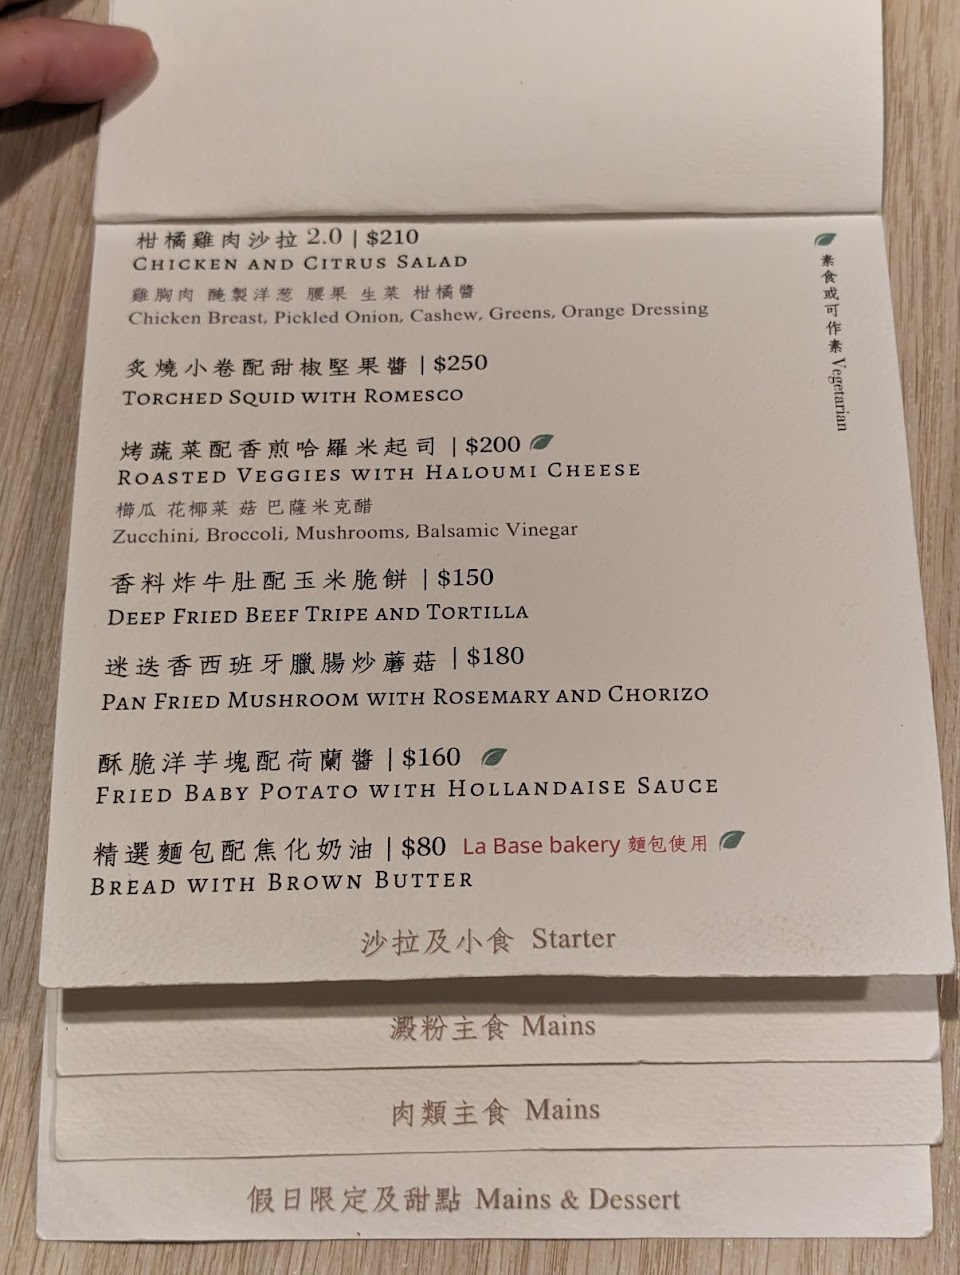 柑橘雞肉沙拉 2.0 | $210
CHICKEN AND CITRUS SALAD
雞胸肉 醃製洋葱 腰果 生菜 柑橘醬
Chicken Breast, Pickled Onion, Cashew, Greens, Orange Dressing
炙燒小卷配甜椒堅果醬 | $250
TORCHED SQUID WITH ROMESCO
烤蔬菜配香煎哈羅米起司 | $200
ROASTED VEGGIES WITH HALOUMI CHEESE
櫛瓜 花椰菜 菇 巴薩米克醋
Zucchini, Broccoli, Mushrooms, Balsamic Vinegar
香料炸牛肚配玉米脆餅 | $150
DEEP FRIED BEEF TRIPE AND TORTILLA
迷迭香西班牙臘腸炒蘑菇 | $180
PAN FRIED MUSHROOM WITH ROSEMARY AND CHORIZO
酥脆洋芋塊配荷蘭醬 | $160
FRIED BABY POTATO WITH HOLLANDAISE SAUCE
精選麵包配焦化奶油 | $80 La Base bakery 麵包使用
BREAD WITH BROWN BUTTER
素食或可作素 Vegetarian
沙拉及小食 Starter
澱粉主食 Mains
肉類主食 Mains
假日限定及甜點 Mains & Dessert